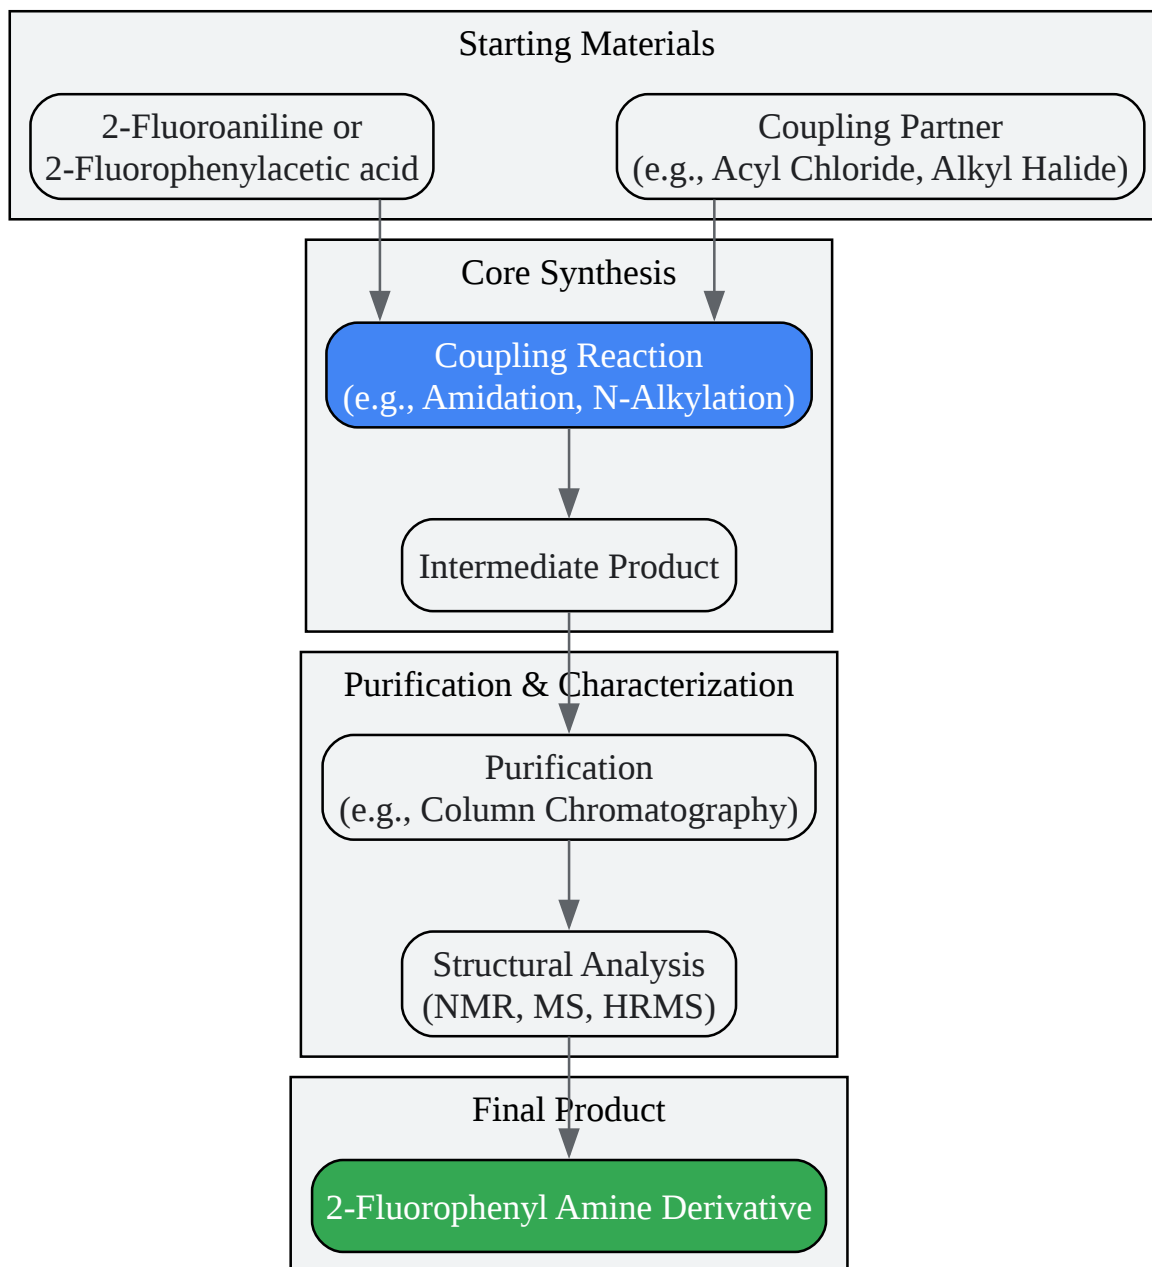 Starting Materials
2-Fluoroaniline or
2-Fluorophenylacetic acid
Coupling Partner
(e.g., Acyl Chloride, Alkyl Halide)
Core Synthesis
Coupling Reaction
(e.g., Amidation, N-Alkylation)
Intermediate Product
Purification & Characterization
Purification
(e.g., Column Chromatography)
Structural Analysis
(NMR, MS, HRMS)
Final Product
2-Fluorophenyl Amine Derivative